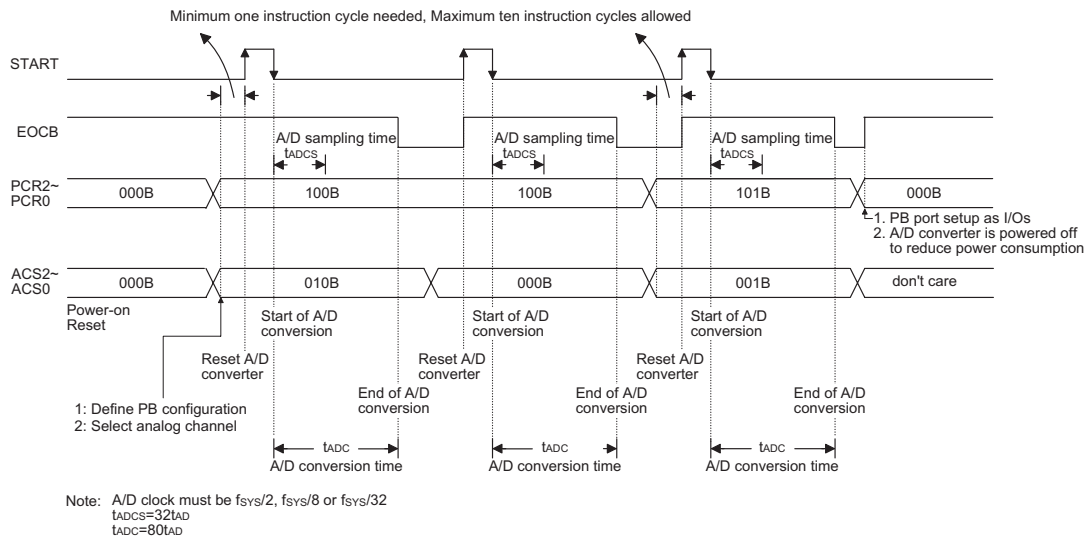 Minimum one instruction cycle needed, Maximum ten instruction cycles allowed
START
EOCB
A/D sampling time
tADCS
A/D sampling time
tADCS
A/D sampling time
tADCS
PCR2~
PCR0
000B
100B
100B
101B
000B
1. PB port setup as I/Os
2. A/D converter is powered off
to reduce power consumption
ACS2~
ACS0
000B
010B
000B
001B
don't care
Power-on
Reset
Start of A/D
conversion
Start of A/D
conversion
Start of A/D
conversion
Reset A/D
converter
Reset A/D
converter
Reset A/D
converter
1: Define PB configuration
2: Select analog channel
End of A/D
conversion
End of A/D
conversion
End of A/D
conversion
tADC
A/D conversion time
tADC
A/D conversion time
tADC
A/D conversion time
Note: A/D clock must be fSYS/2, fSYS/8 or fSYS/32
tADCS=32tAD
tADC=80tAD